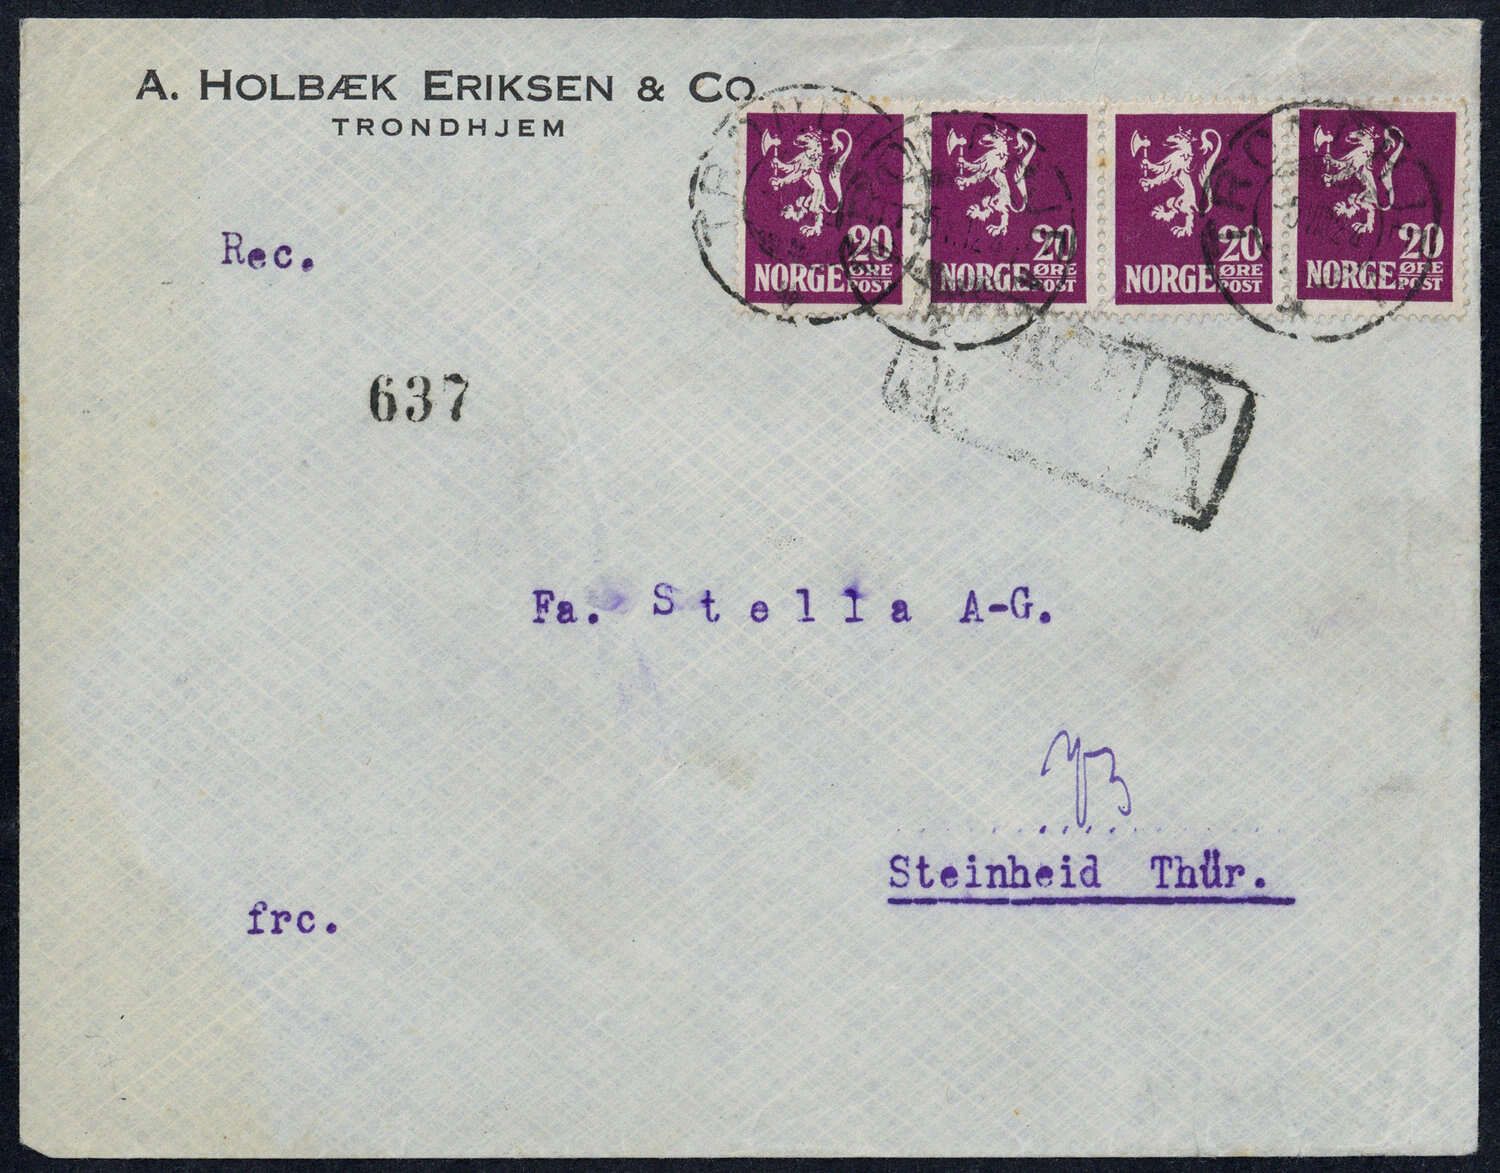 A. HOLBÆK ERIKSEN & CO.
TRONDHJEM
20 NORGE ØRE POST
20 NORGE ØRE POST
20 NORGE ØRE POST
20 NORGE ØRE POST
Rec.
637
R
Fa. Stella A-G.
Steinheid Thür.
frc.